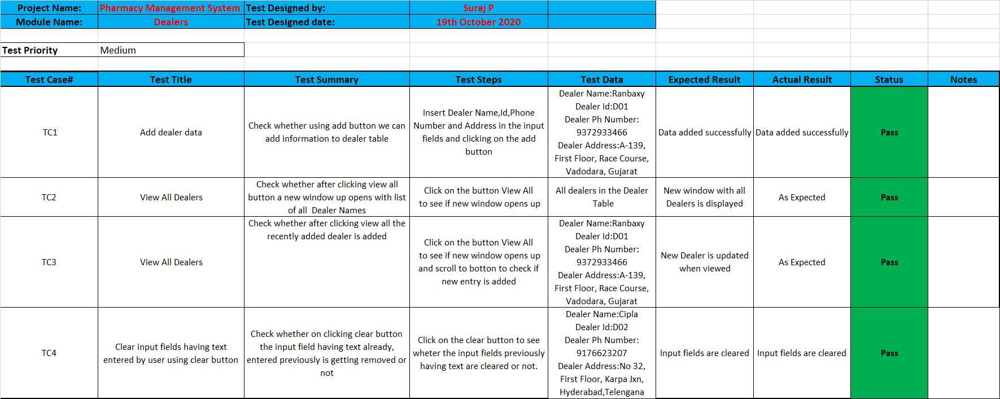 Project Name: Pharmacy Management System Test Designed by: Suraj P
Module Name: Dealers Test Designed date: 19th October 2020
Test Priority Medium
Test Case# Test Title Test Summary Test Steps Test Data Expected Result Actual Result Status Notes
TC1
Add dealer data
Check whether using add button we can
add information to dealer table
Insert Dealer Name,Id,Phone
Number and Address in the input
fields and clicking on the add
button
Dealer Name:Ranbaxy
Dealer Id:D01
Dealer Ph Number:
9372933466
Dealer Address:A-139,
First Floor, Race Course,
Vadodara, Gujarat
Data added successfully
Data added successfully
Pass
TC2
View All Dealers
Check whether after clicking view all
button a new window up opens with list
of all  Dealer Names
Click on the button View All
to see if new window opens up
All dealers in the Dealer
Table
New window with all
Dealers is displayed
As Expected
Pass
TC3
View All Dealers
Check whether after clicking view all the
recently added dealer is added
Click on the button View All
to see if new window opens up
and scroll to botton to check if
new entry is added
Dealer Name:Ranbaxy
Dealer Id:D01
Dealer Ph Number:
9372933466
Dealer Address:A-139,
First Floor, Race Course,
Vadodara, Gujarat
New Dealer is updated
when viewed
As Expected
Pass
TC4
Clear input fields having text
entered by user using clear button
Check whether on clicking clear button
the input field having text already,
entered previously is getting removed or
not
Click on the clear button to see
wheter the input fields previously
having text are cleared or not.
Dealer Name:Cipla
Dealer Id:D02
Dealer Ph Number:
9176623207
Dealer Address:No 32,
First Floor, Karpa Jxn,
Hyderabad,Telengana
Input fields are cleared
Input fields are cleared
Pass